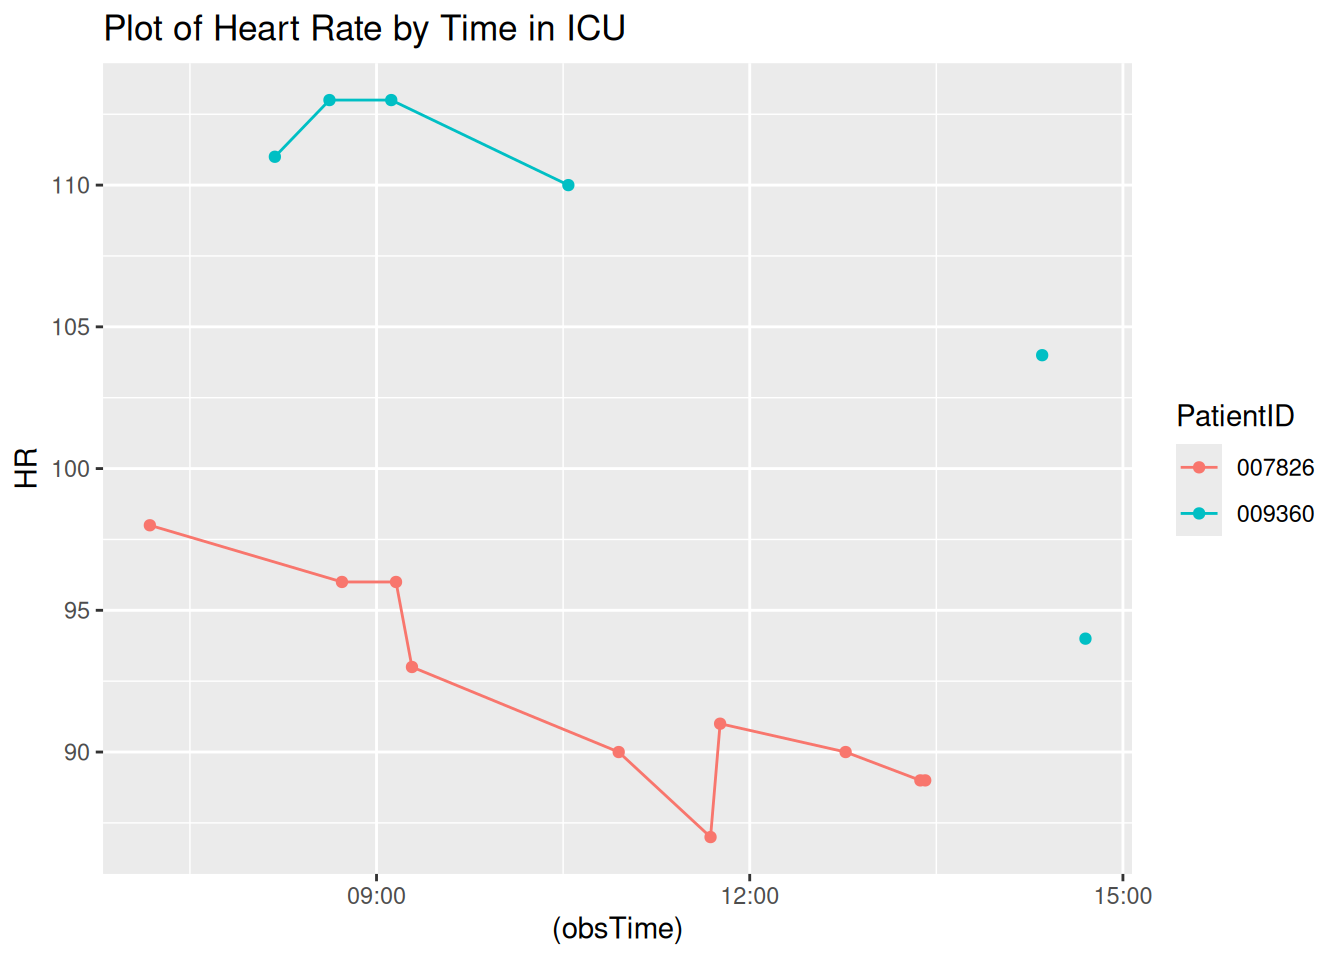 Plot of Heart Rate by Time in ICU
HR
110
105
100
95
90
09:00
12:00
15:00
(obsTime)
PatientID
007826
009360